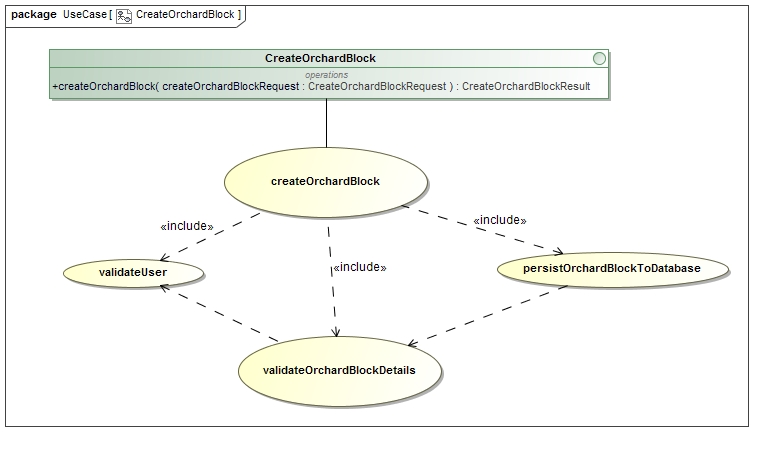 package UseCase [ CreateOrchardBlock ]
CreateOrchardBlock
operations
+createOrchardBlock( createOrchardBlockRequest : CreateOrchardBlockRequest ) : CreateOrchardBlockResult
createOrchardBlock
«include»
«include»
«include»
validateUser
persistOrchardBlockToDatabase
validateOrchardBlockDetails